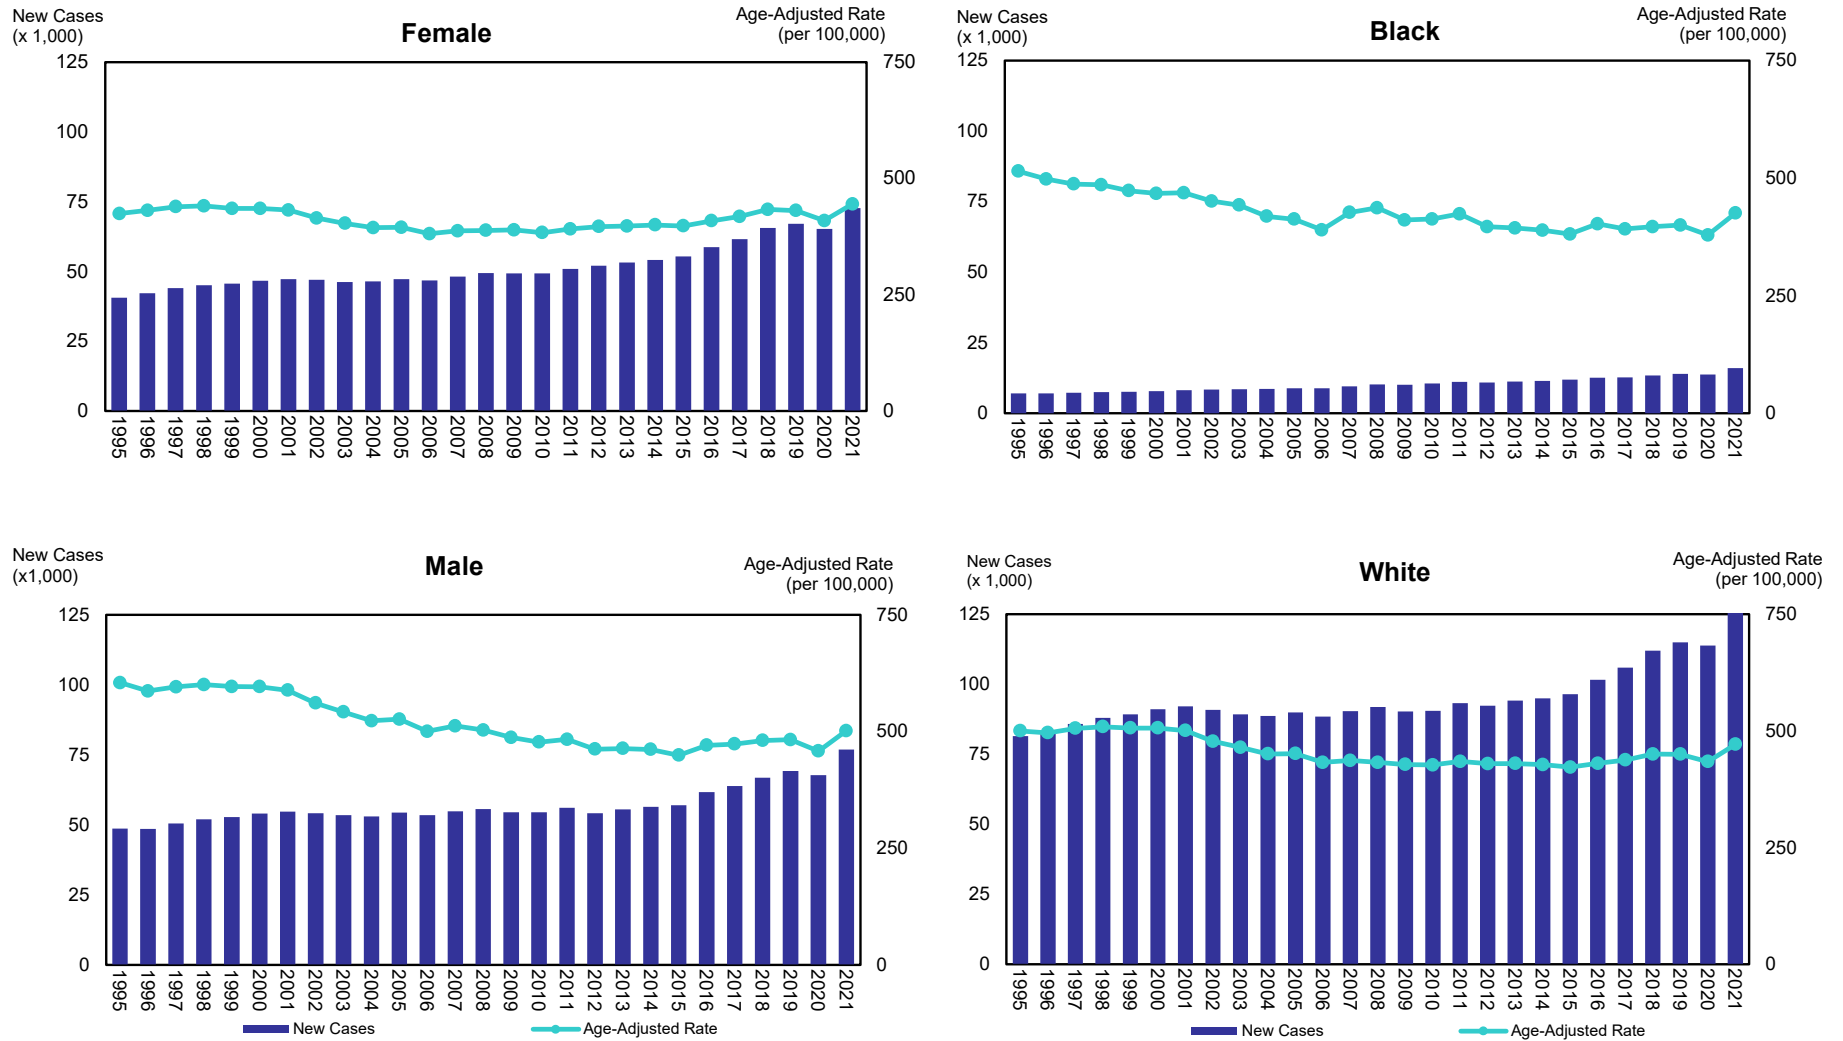 New Cases
(x 1,000)
Female
Age-Adjusted Rate
(per 100,000)
125
100
75
50
25
0
750
500
250
0
1995 1996 1997 1998 1999 2000 2001 2002 2003 2004 2005 2006 2007 2008 2009 2010 2011 2012 2013 2014 2015 2016 2017 2018 2019 2020 2021
New Cases
(x 1,000)
Black
Age-Adjusted Rate
(per 100,000)
125
100
75
50
25
0
750
500
250
0
1995 1996 1997 1998 1999 2000 2001 2002 2003 2004 2005 2006 2007 2008 2009 2010 2011 2012 2013 2014 2015 2016 2017 2018 2019 2020 2021
New Cases
(x1,000)
Male
Age-Adjusted Rate
(per 100,000)
125
100
75
50
25
0
750
500
250
0
1995 1996 1997 1998 1999 2000 2001 2002 2003 2004 2005 2006 2007 2008 2009 2010 2011 2012 2013 2014 2015 2016 2017 2018 2019 2020 2021
New Cases
Age-Adjusted Rate
New Cases
(x 1,000)
White
Age-Adjusted Rate
(per 100,000)
125
100
75
50
25
0
750
500
250
0
1995 1996 1997 1998 1999 2000 2001 2002 2003 2004 2005 2006 2007 2008 2009 2010 2011 2012 2013 2014 2015 2016 2017 2018 2019 2020 2021
New Cases
Age-Adjusted Rate